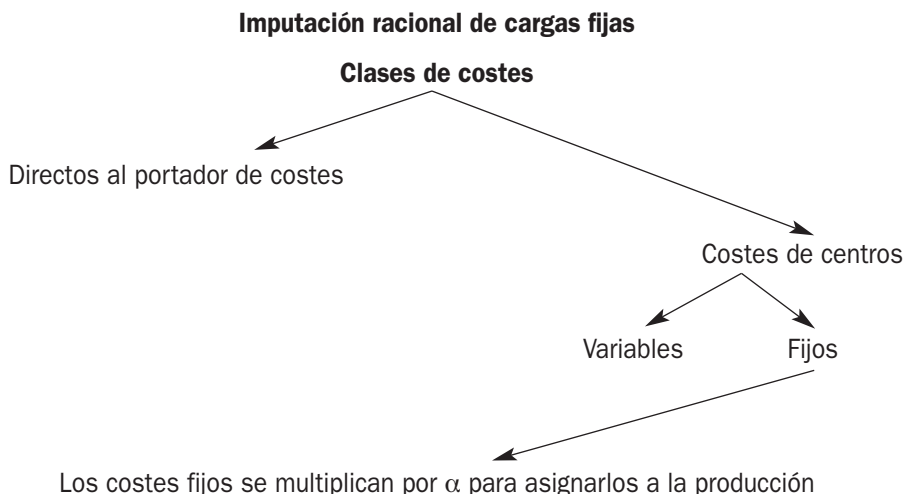 Imputación racional de cargas fijas
Clases de costes
Directos al portador de costes
Costes de centros
Variables
Fijos
Los costes fijos se multiplican por α para asignarlos a la producción